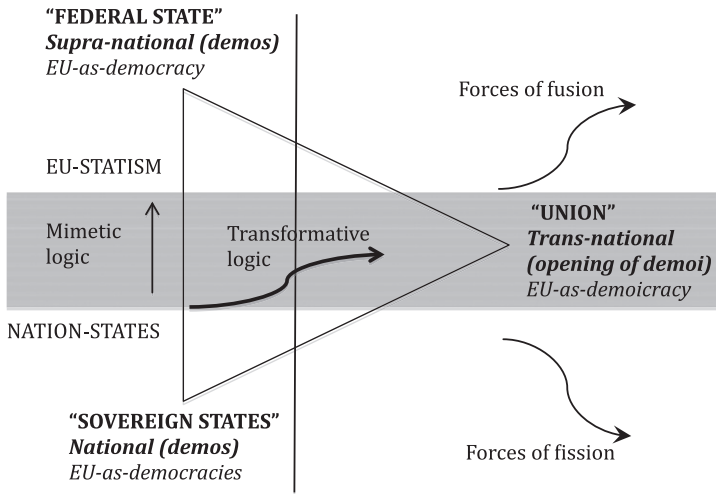 “FEDERAL STATE”
Supra-national (demos)
EU-as-democracy
Forces of fusion
EU-STATISM
Mimetic
logic
Transformative
logic
“UNION”
Trans-national
(opening of demoi)
EU-as-demoicracy
NATION-STATES
“SOVEREIGN STATES”
National (demos)
EU-as-democracies
Forces of fission